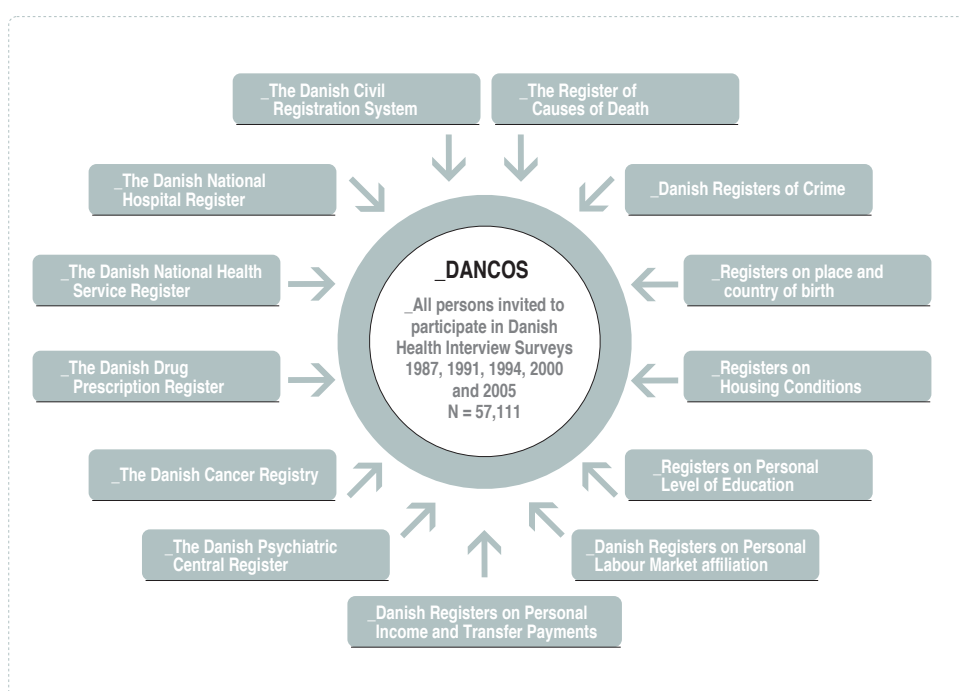 _The Danish Civil
Registration System
_The Register of
Causes of Death
_The Danish National
Hospital Register
_Danish Registers of Crime
_The Danish National Health
Service Register
_Registers on place and
country of birth
_DANCOS
_All persons invited to
participate in Danish
Health Interview Surveys
1987, 1991, 1994, 2000
and 2005
N = 57,111
_The Danish Drug
Prescription Register
_Registers on
Housing Conditions
_The Danish Cancer Registry
_Registers on Personal
Level of Education
_The Danish Psychiatric
Central Register
_Danish Registers on Personal
Labour Market affiliation
_Danish Registers on Personal
Income and Transfer Payments